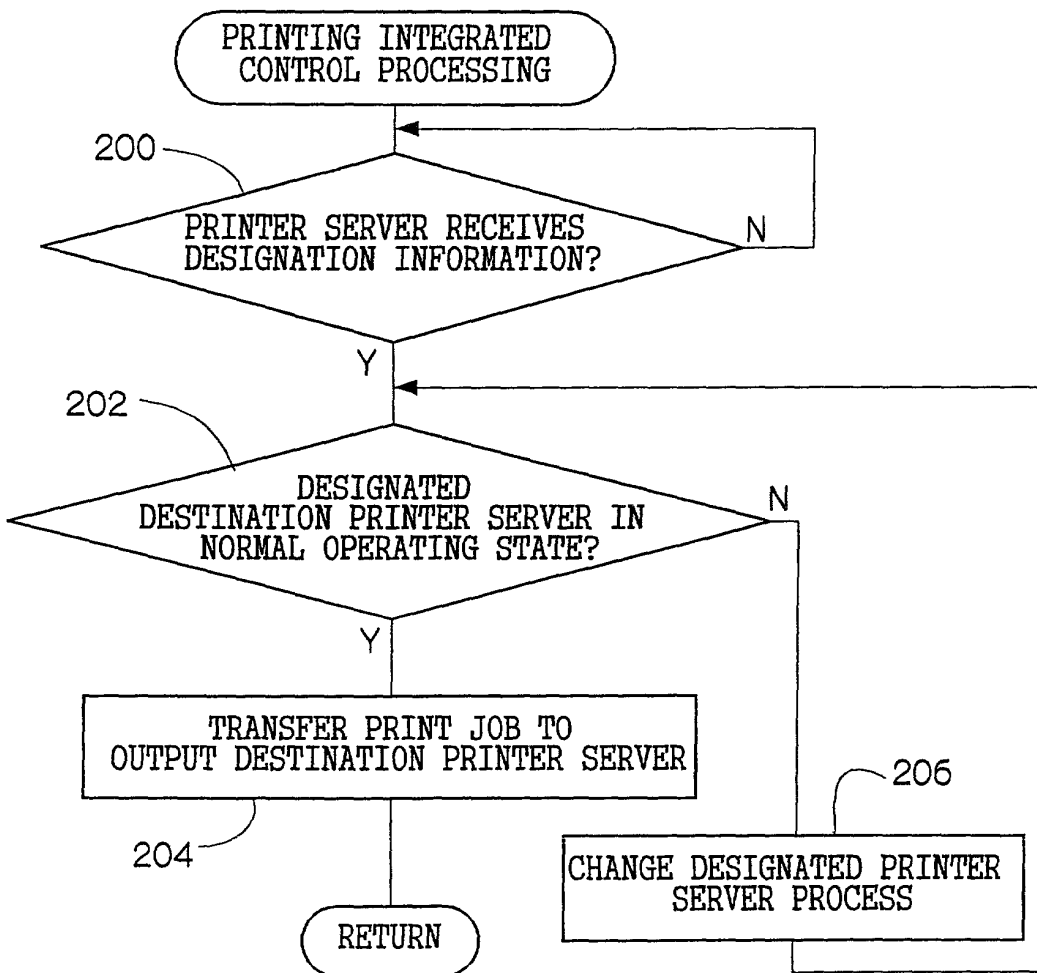 PRINTING INTEGRATED
CONTROL PROCESSING
200
PRINTER SERVER RECEIVES
DESIGNATION INFORMATION?
N
Y
202
DESIGNATED
DESTINATION PRINTER SERVER IN
NORMAL OPERATING STATE?
N
Y
TRANSFER PRINT JOB TO
OUTPUT DESTINATION PRINTER SERVER
204
206
CHANGE DESIGNATED PRINTER
SERVER PROCESS
RETURN